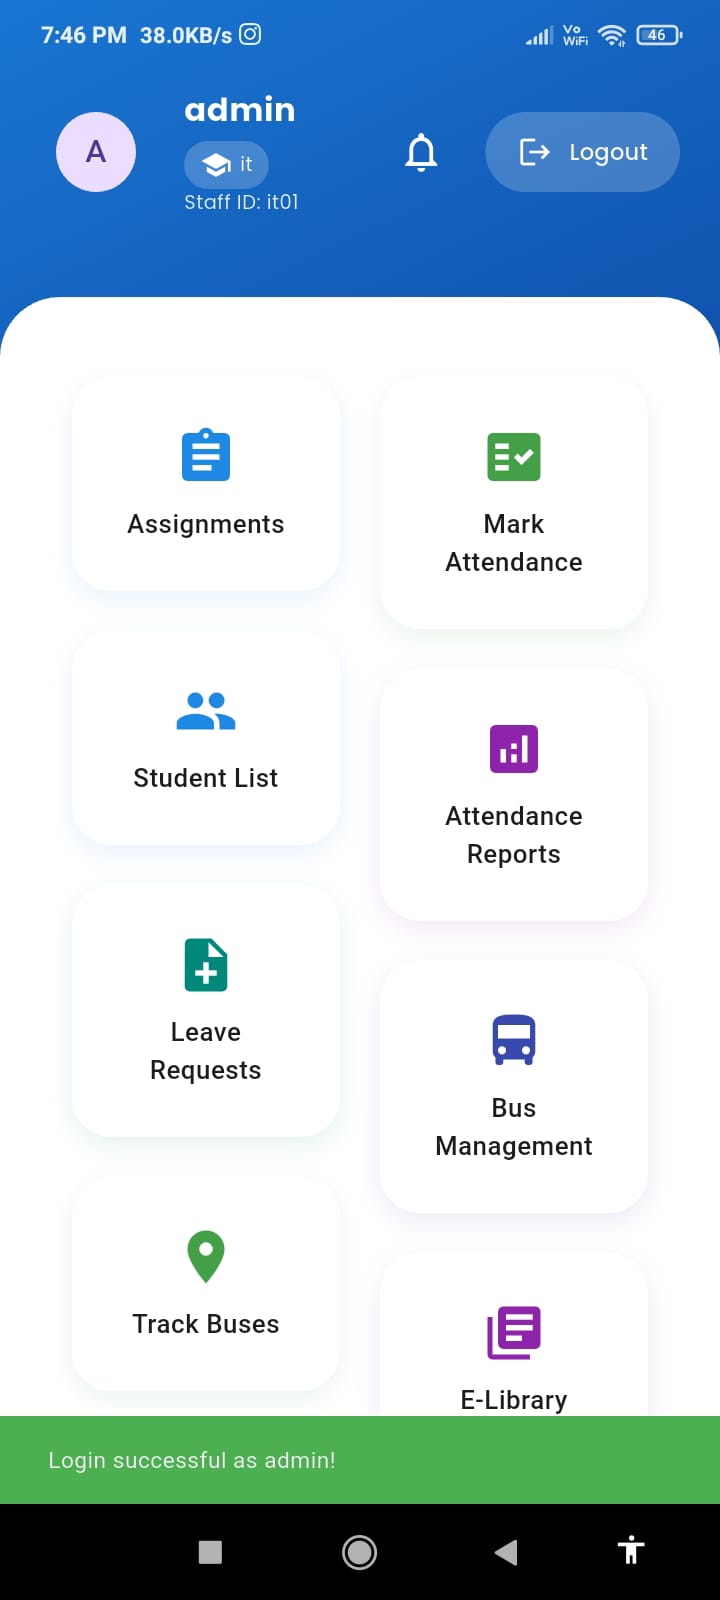 7:46 PM 38.0KB/s
Vo
WiFi
46
A
admin
it
Staff ID: it01
Logout
Assignments
Mark
Attendance
Student List
Attendance
Reports
Leave
Requests
Bus
Management
Track Buses
E-Library
Login successful as admin!